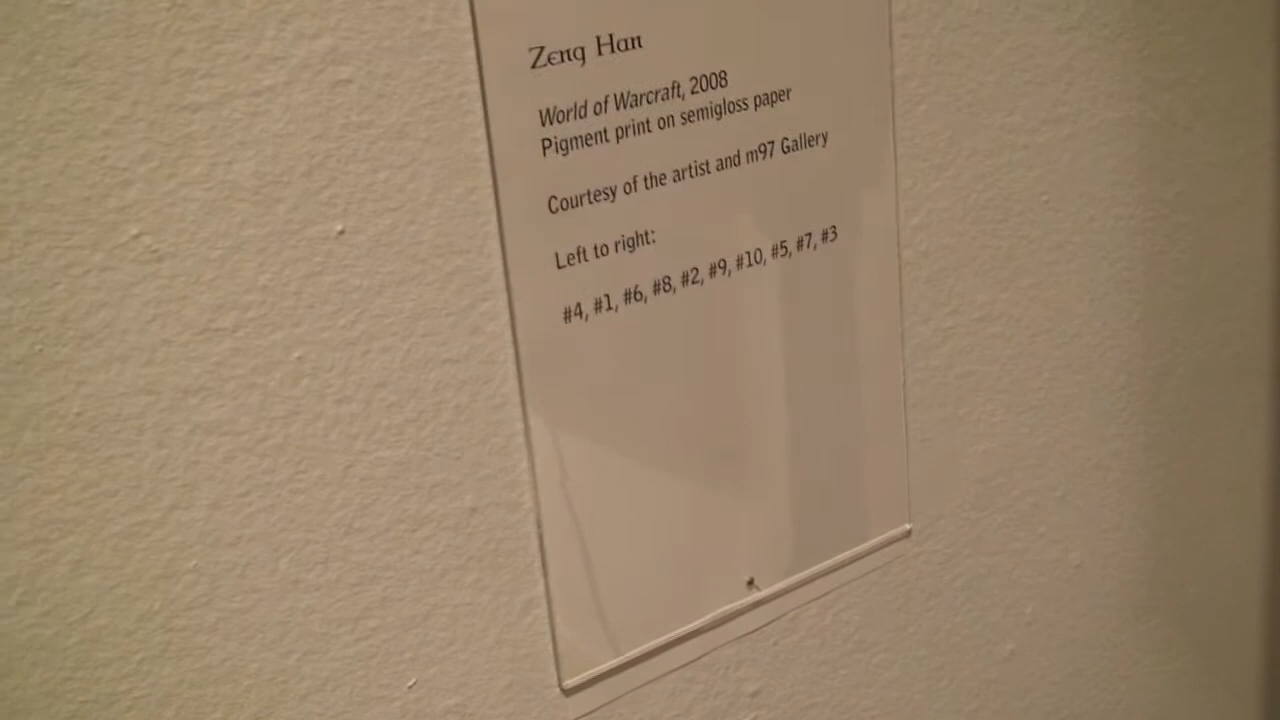 Zeng Han
World of Warcraft, 2008
Pigment print on semigloss paper
Courtesy of the artist and m97 Gallery
Left to right:
#4, #1, #6, #8, #2, #9, #10, #5, #7, #3